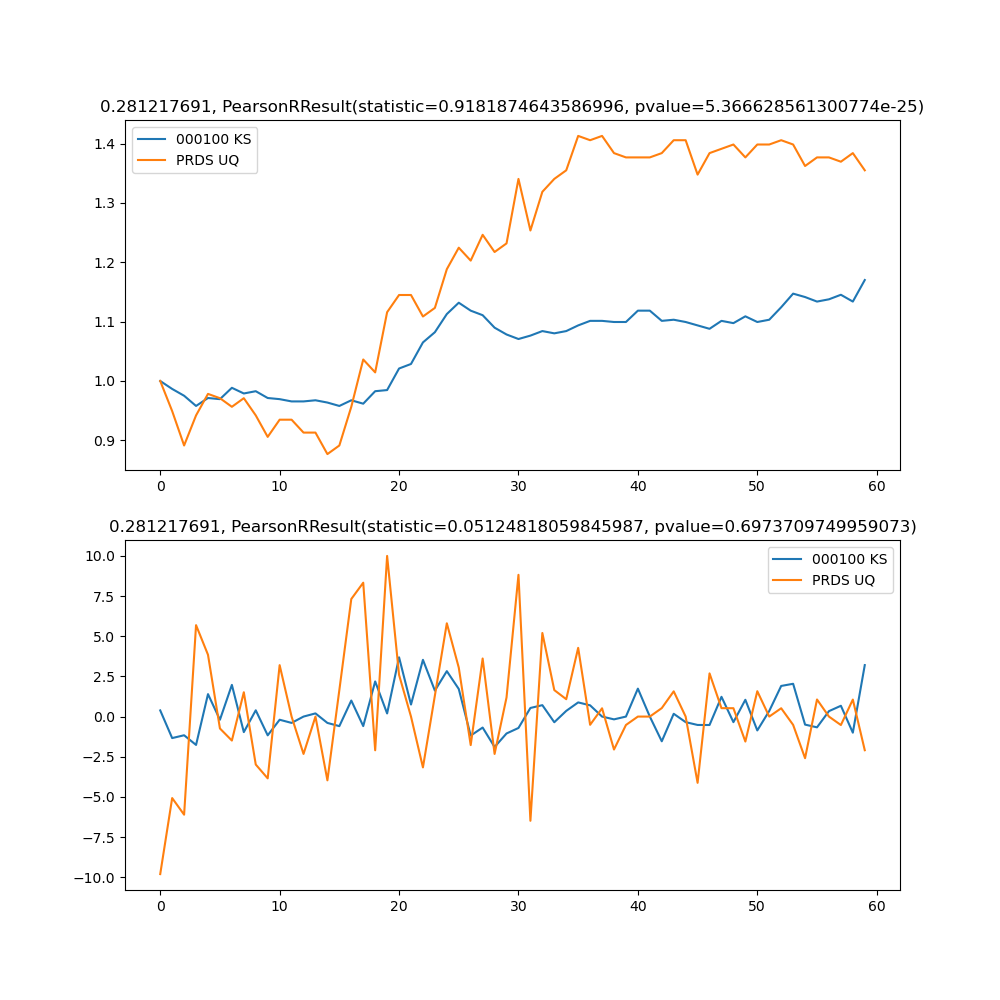 0.281217691, PearsonRResult(statistic=0.9181874643586996, pvalue=5.366628561300774e-25)
000100 KS
PRDS UQ
1.4
1.3
1.2
1.1
1.0
0.9
0 10 20 30 40 50 60
0.281217691, PearsonRResult(statistic=0.05124818059845987, pvalue=0.6973709749959073)
000100 KS
PRDS UQ
10.0
7.5
5.0
2.5
0.0
−2.5
−5.0
−7.5
−10.0
0 10 20 30 40 50 60